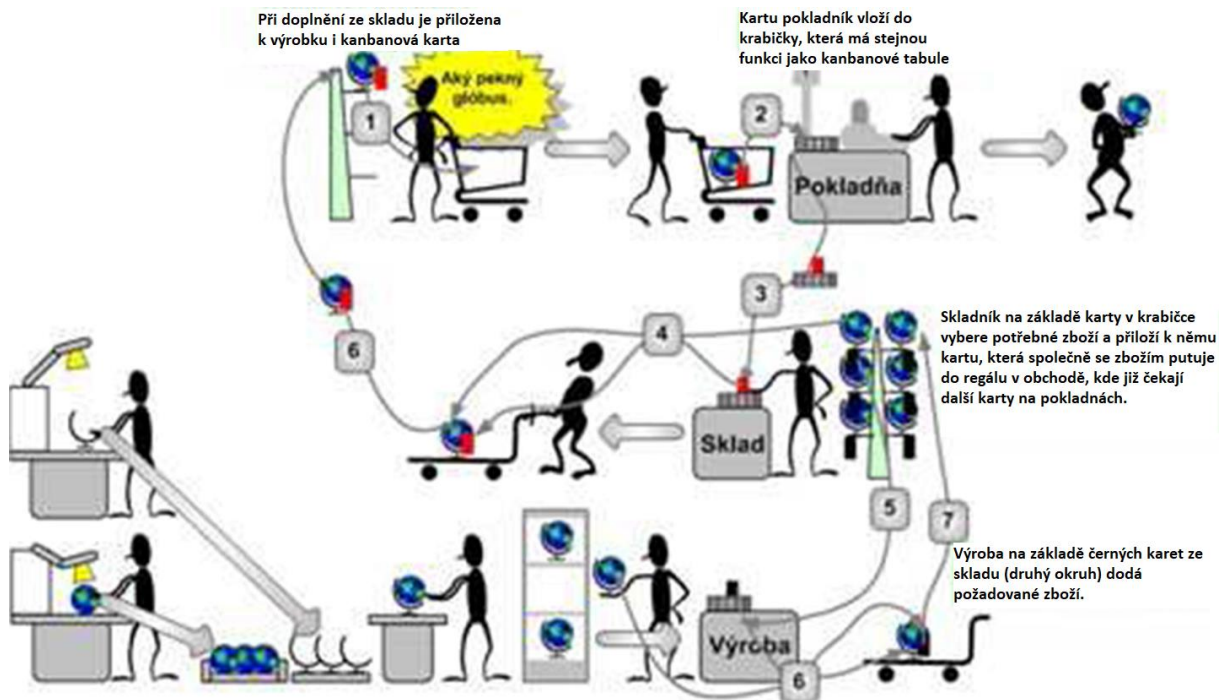 Při doplnění ze skladu je přiložena
k výrobku i kanbanová karta
Kartu pokladník vloží do
krabičky, která má stejnou
funkci jako kanbanové tabule
Aký pekný
glóbus.
1
2
Pokladňa
3
4
6
Skladník na základě karty v krabičce
vybere potřebné zboží a přiloží k němu
kartu, která společně se zbožím putuje
do regálu v obchodě, kde již čekají
další karty na pokladnách.
Sklad
5
7
Výroba na základě černých karet ze
skladu (druhý okruh) dodá
požadované zboží.
Výroba
6